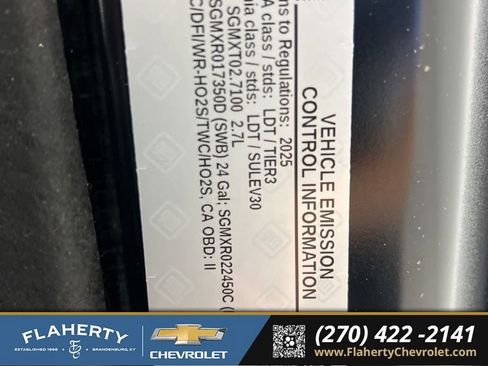 VEHICLE EMISSION
CONTROL INFORMATION
ns to Regulations: 2025
A class / stds: LDT / TIER3
ia class / stds: LDT / SULEV30
SGMXT02.7100 2.7L
SGMXR017350D (SWB) 24 Gal: SGMXR022450C (
C/DFI/WR-HO2S/TWC/HO2S, CA OBD: II
FLAHERTY
ESTABLISHED 1996 BRANDENBURG, KY
CHEVROLET
(270) 422 -2141
www.FlahertyChevrolet.com